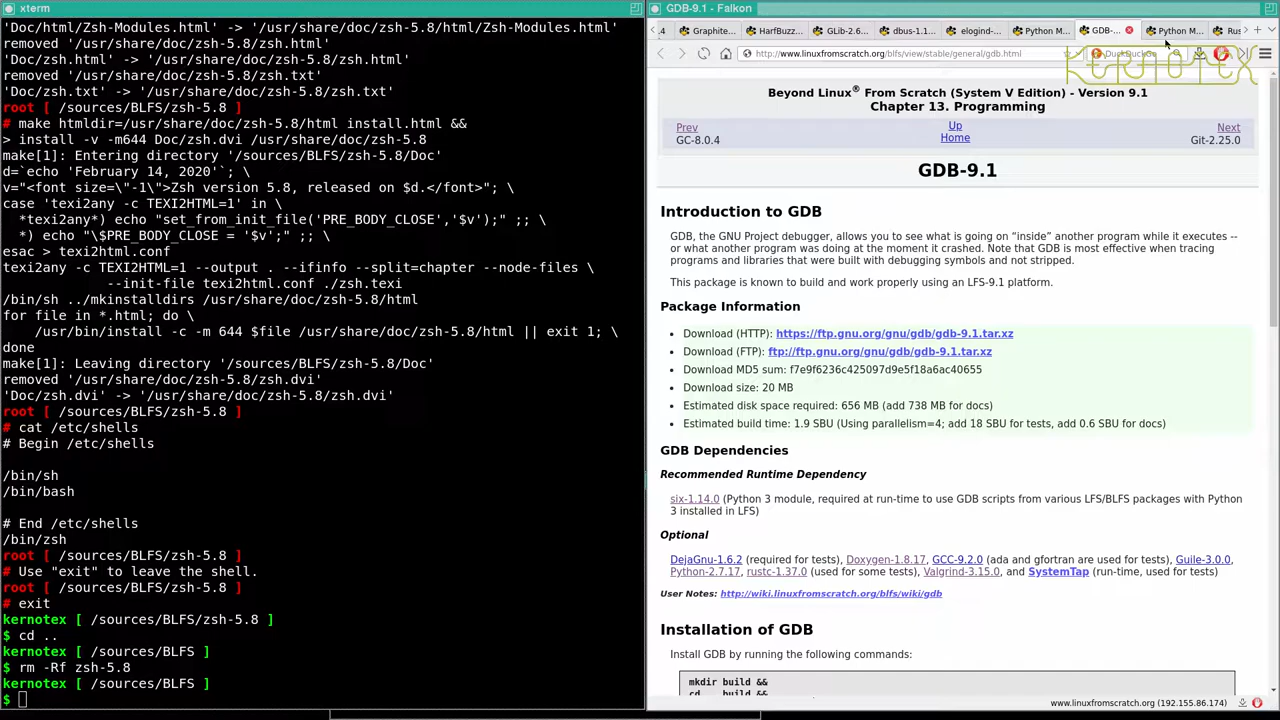 xterm
'Doc/html/Zsh-Modules.html' -> '/usr/share/doc/zsh-5.8/html/Zsh-Modules.html'
removed '/usr/share/doc/zsh-5.8/zsh.html'
'Doc/zsh.html' -> '/usr/share/doc/zsh-5.8/zsh.html'
removed '/usr/share/doc/zsh-5.8/zsh.txt'
'Doc/zsh.txt' -> '/usr/share/doc/zsh-5.8/zsh.txt'
root [ /sources/BLFS/zsh-5.8 ]
# make htmldir=/usr/share/doc/zsh-5.8/html install.html &&
> install -v -m644 Doc/zsh.dvi /usr/share/doc/zsh-5.8
make[1]: Entering directory '/sources/BLFS/zsh-5.8/Doc'
d=`echo 'February 14, 2020'`; \
v="<font size=\"-1\">Zsh version 5.8, released on $d.</font>"; \
case 'texi2any -c TEXI2HTML=1' in \
*texi2any*) echo "set_from_init_file('PRE_BODY_CLOSE','$v');" ;; \
*) echo "\$PRE_BODY_CLOSE = '$v';" ;; \
esac > texi2html.conf
texi2any -c TEXI2HTML=1 --output . --ifinfo --split=chapter --node-files \
--init-file texi2html.conf ./zsh.texi
/bin/sh ../mkinstalldirs /usr/share/doc/zsh-5.8/html
for file in *.html; do \
/usr/bin/install -c -m 644 $file /usr/share/doc/zsh-5.8/html || exit 1; \
done
make[1]: Leaving directory '/sources/BLFS/zsh-5.8/Doc'
removed '/usr/share/doc/zsh-5.8/zsh.dvi'
'Doc/zsh.dvi' -> '/usr/share/doc/zsh-5.8/zsh.dvi'
root [ /sources/BLFS/zsh-5.8 ]
# cat /etc/shells
# Begin /etc/shells
/bin/sh
/bin/bash
# End /etc/shells
/bin/zsh
root [ /sources/BLFS/zsh-5.8 ]
# Use "exit" to leave the shell.
root [ /sources/BLFS/zsh-5.8 ]
# exit
kernotex [ /sources/BLFS/zsh-5.8 ]
$ cd ..
kernotex [ /sources/BLFS ]
$ rm -Rf zsh-5.8
kernotex [ /sources/BLFS ]
$
GDB-9.1 - Falkon
.4 Graphite... HarfBuzz... GLib-2.6... dbus-1.1... elogind-... Python M... GDB-... Python M... Rus
http://www.linuxfromscratch.org/blfs/view/stable/general/gdb.html DuckDuckGo
KERNOTEX
Beyond Linux® From Scratch (System V Edition) - Version 9.1
Chapter 13. Programming
Prev Up Next
GC-8.0.4 Home Git-2.25.0
GDB-9.1
Introduction to GDB
GDB, the GNU Project debugger, allows you to see what is going on “inside” another program while it executes --
or what another program was doing at the moment it crashed. Note that GDB is most effective when tracing
programs and libraries that were built with debugging symbols and not stripped.
This package is known to build and work properly using an LFS-9.1 platform.
Package Information
• Download (HTTP): https://ftp.gnu.org/gnu/gdb/gdb-9.1.tar.xz
• Download (FTP): ftp://ftp.gnu.org/gnu/gdb/gdb-9.1.tar.xz
• Download MD5 sum: f7e9f6236c425097d9e5f18a6ac40655
• Download size: 20 MB
• Estimated disk space required: 656 MB (add 738 MB for docs)
• Estimated build time: 1.9 SBU (Using parallelism=4; add 18 SBU for tests, add 0.6 SBU for docs)
GDB Dependencies
Recommended Runtime Dependency
six-1.14.0 (Python 3 module, required at run-time to use GDB scripts from various LFS/BLFS packages with Python
3 installed in LFS)
Optional
DejaGnu-1.6.2 (required for tests), Doxygen-1.8.17, GCC-9.2.0 (ada and gfortran are used for tests), Guile-3.0.0,
Python-2.7.17, rustc-1.37.0 (used for some tests), Valgrind-3.15.0, and SystemTap (run-time, used for tests)
User Notes: http://wiki.linuxfromscratch.org/blfs/wiki/gdb
Installation of GDB
Install GDB by running the following commands:
mkdir build &&
cd build &&
www.linuxfromscratch.org (192.155.86.174)